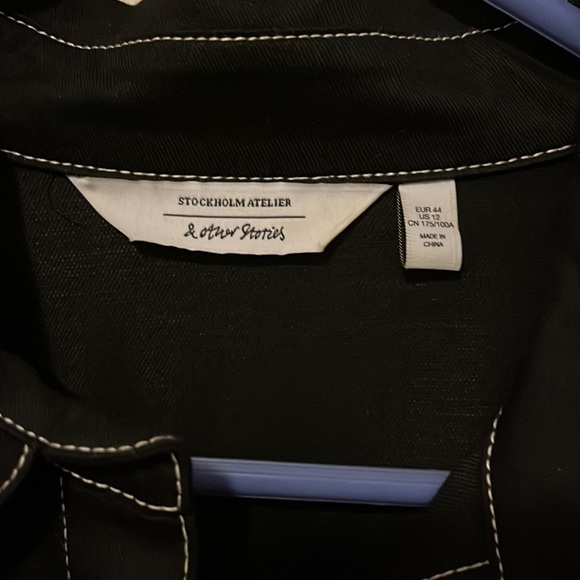 STOCKHOLM ATELIER
& other Stories
EUR 44
US 12
CN 175/100A
MADE IN
CHINA